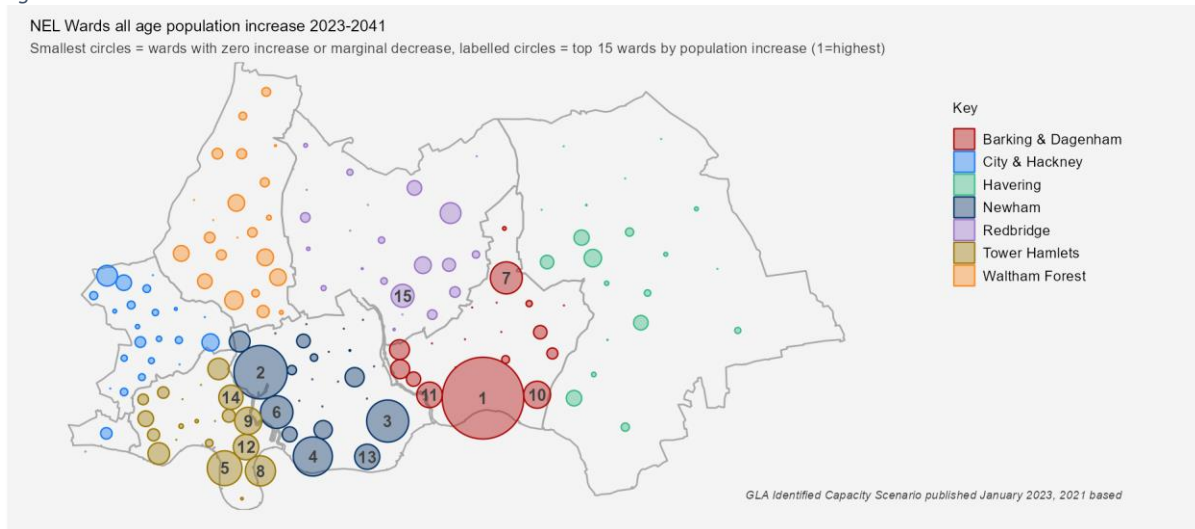 NEL Wards all age population increase 2023-2041
Smallest circles = wards with zero increase or marginal decrease, labelled circles = top 15 wards by population increase (1=highest)
Key
Barking & Dagenham
City & Hackney
Havering
Newham
Redbridge
Tower Hamlets
Waltham Forest
7
15
2
14
11
1
10
6
9
3
12
4
13
5
8
GLA Identified Capacity Scenario published January 2023, 2021 based